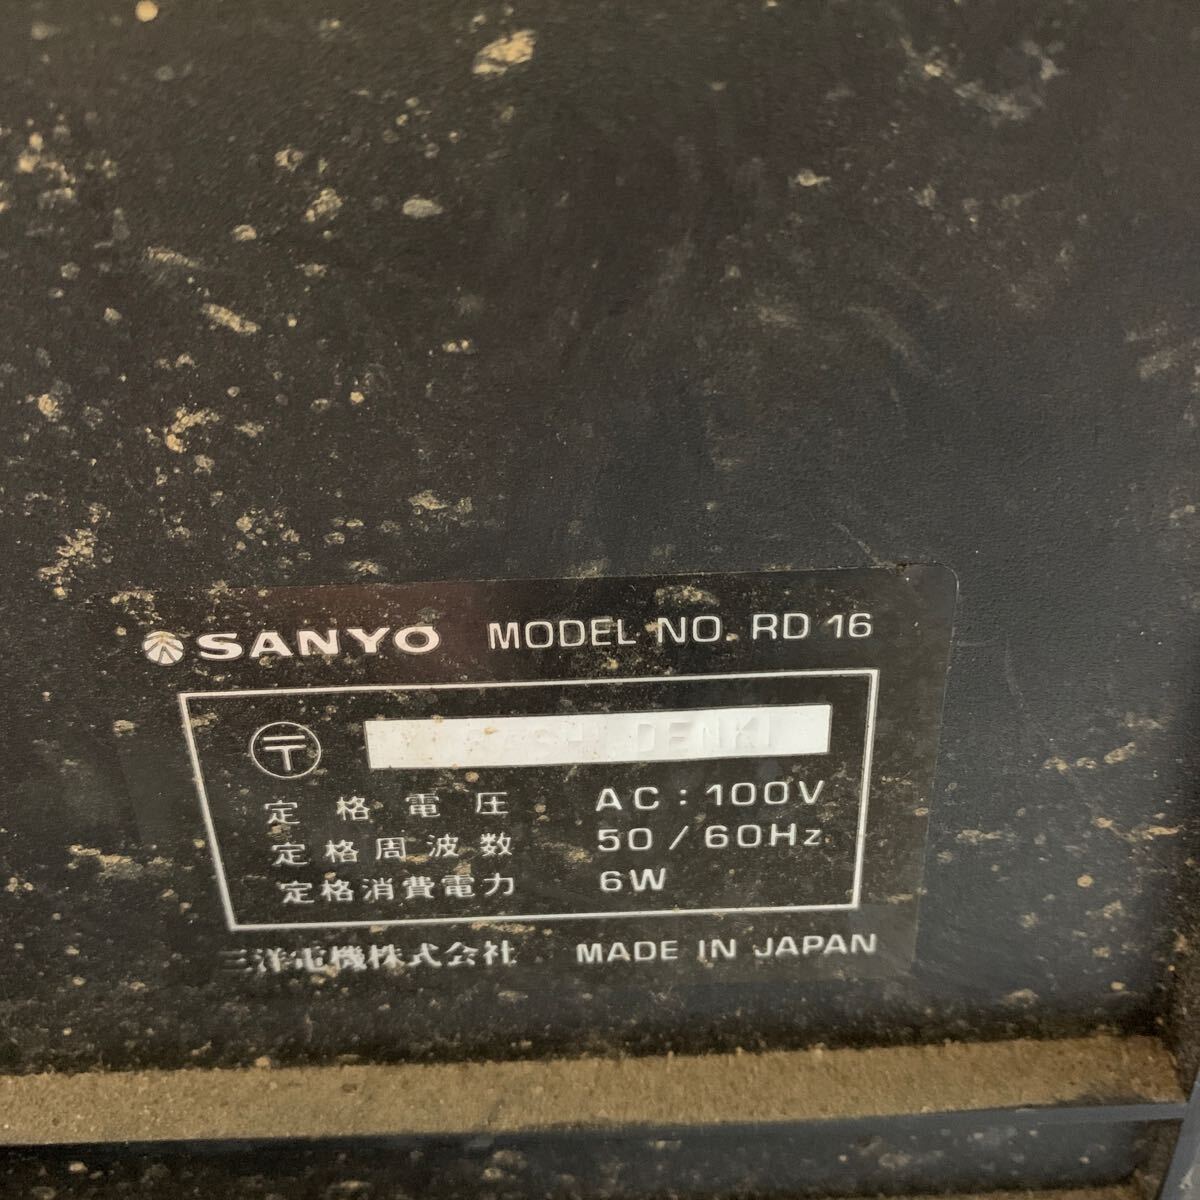 SANYO MODEL NO. RD 16
〒 DENKI
定格電圧 AC : 100V
定格周波数 50 / 60Hz
定格消費電力 6W
三洋電機株式会社 MADE IN JAPAN